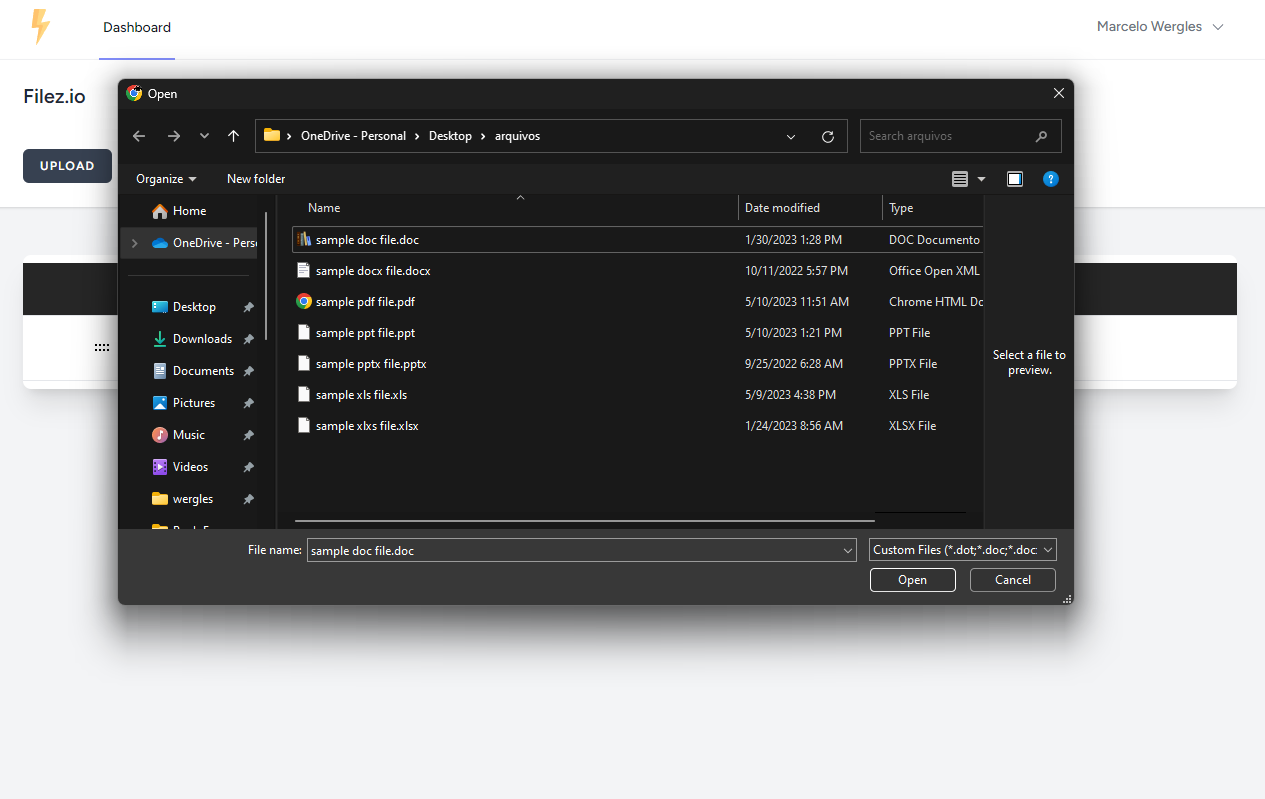 Dashboard
Marcelo Wergles
Filez.io
UPLOAD
Open
OneDrive - Personal > Desktop > arquivos
Search arquivos
Organize
New folder
Home
OneDrive - Pers
Desktop
Downloads
Documents
Pictures
Music
Videos
wergles
Name Date modified Type
sample doc file.doc 1/30/2023 1:28 PM DOC Documento
sample docx file.docx 10/11/2022 5:57 PM Office Open XML
sample pdf file.pdf 5/10/2023 11:51 AM Chrome HTML Do
sample ppt file.ppt 5/10/2023 1:21 PM PPT File
sample pptx file.pptx 9/25/2022 6:28 AM PPTX File
sample xls file.xls 5/9/2023 4:38 PM XLS File
sample xlxs file.xlsx 1/24/2023 8:56 AM XLSX File
Select a file to
preview.
File name: sample doc file.doc
Custom Files (*.dot;*.doc;*.doc
Open
Cancel